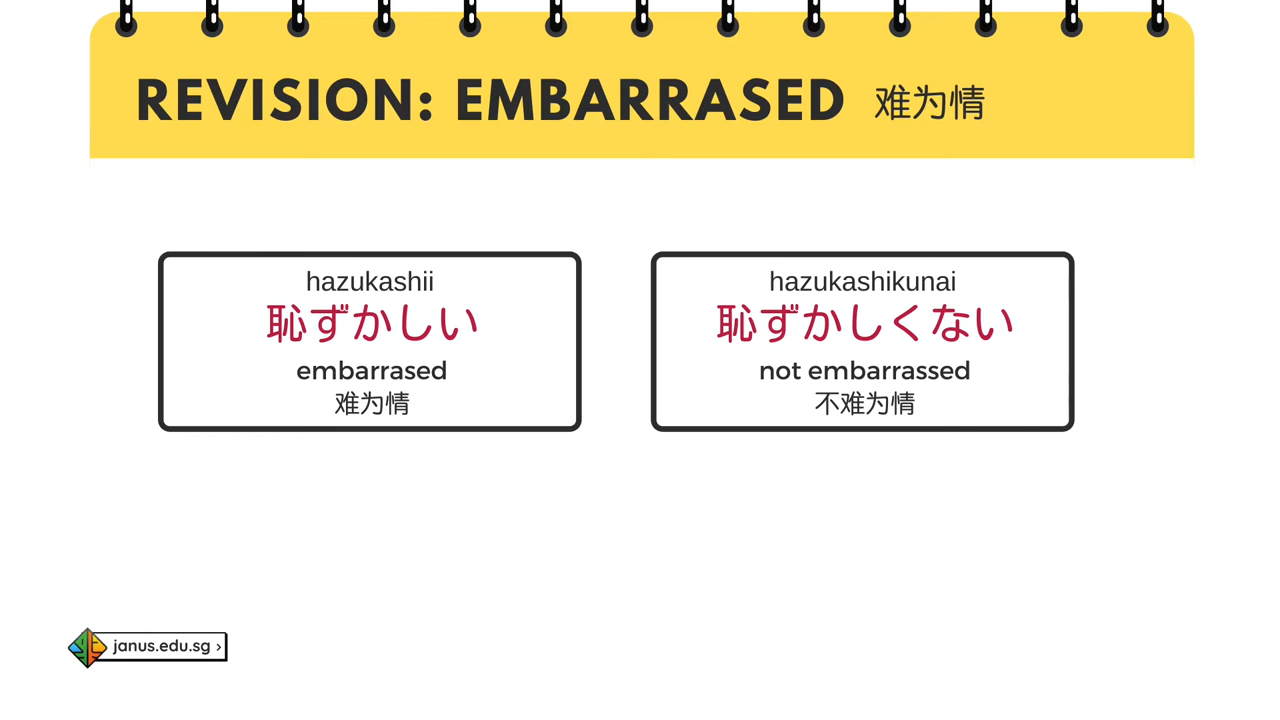 REVISION: EMBARRASED 难为情
hazukashii
恥ずかしい
embarrased
难为情
hazukashikunai
恥ずかしくない
not embarrassed
不难为情
janus.edu.sg ›